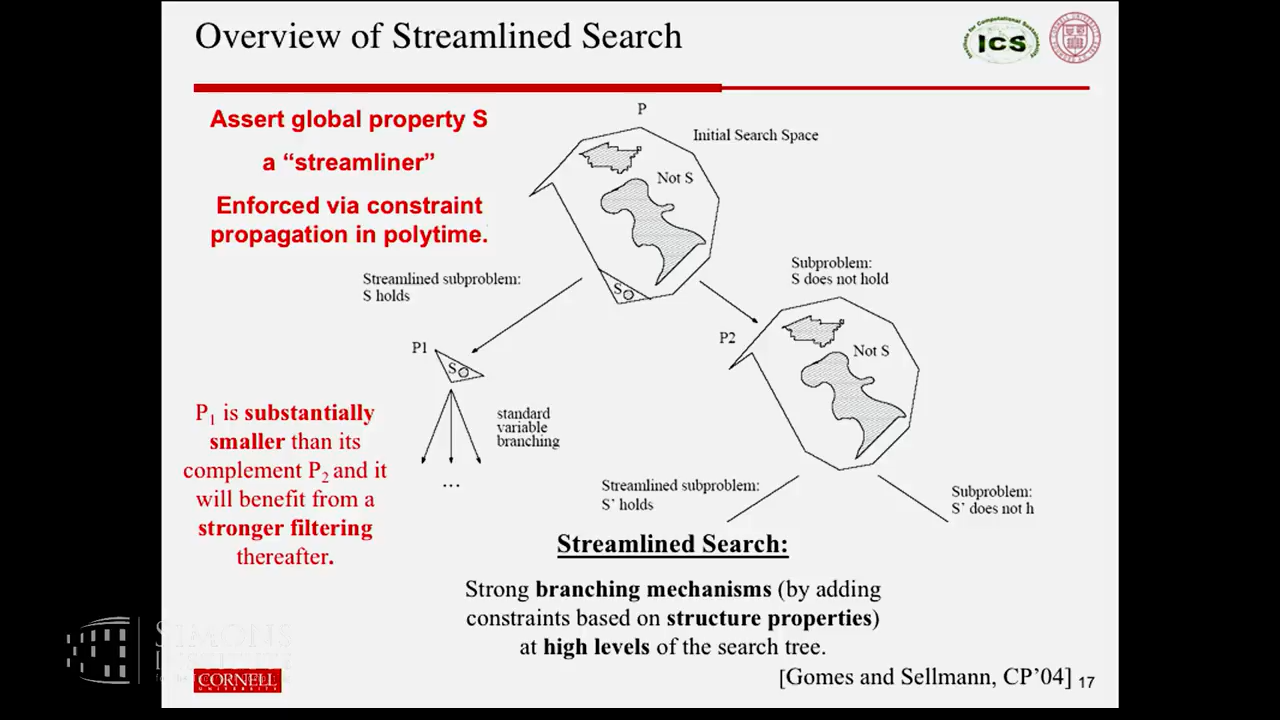 Overview of Streamlined Search
ICS
Assert global property S
a “streamliner”
Enforced via constraint
propagation in polytime.
P
Initial Search Space
Not S
S
Streamlined subproblem:
S holds
Subproblem:
S does not hold
P1
S
P2
Not S
standard
variable
branching
...
P1 is substantially
smaller than its
complement P2 and it
will benefit from a
stronger filtering
thereafter.
Streamlined subproblem:
S’ holds
Subproblem:
S’ does not h
Streamlined Search:
Strong branching mechanisms (by adding
constraints based on structure properties)
at high levels of the search tree.
[Gomes and Sellmann, CP’04] 17
SIMONS
INSTITUTE
CORNELL
UNIVERSITY